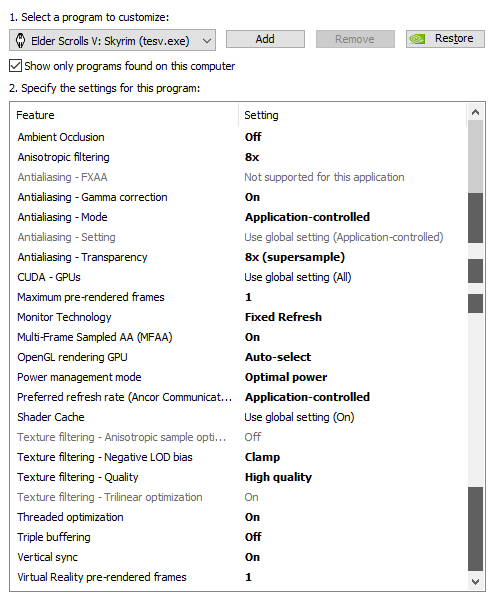 1. Select a program to customize:
Elder Scrolls V: Skyrim (tesv.exe) Add Remove Restore
Show only programs found on this computer
2. Specify the settings for this program:
Feature Setting
Ambient Occlusion Off
Anisotropic filtering 8x
Antialiasing - FXAA Not supported for this application
Antialiasing - Gamma correction On
Antialiasing - Mode Application-controlled
Antialiasing - Setting Use global setting (Application-controlled)
Antialiasing - Transparency 8x (supersample)
CUDA - GPUs Use global setting (All)
Maximum pre-rendered frames 1
Monitor Technology Fixed Refresh
Multi-Frame Sampled AA (MFAA) On
OpenGL rendering GPU Auto-select
Power management mode Optimal power
Preferred refresh rate (Ancor Communicat... Application-controlled
Shader Cache Use global setting (On)
Texture filtering - Anisotropic sample opti... Off
Texture filtering - Negative LOD bias Clamp
Texture filtering - Quality High quality
Texture filtering - Trilinear optimization On
Threaded optimization On
Triple buffering Off
Vertical sync On
Virtual Reality pre-rendered frames 1